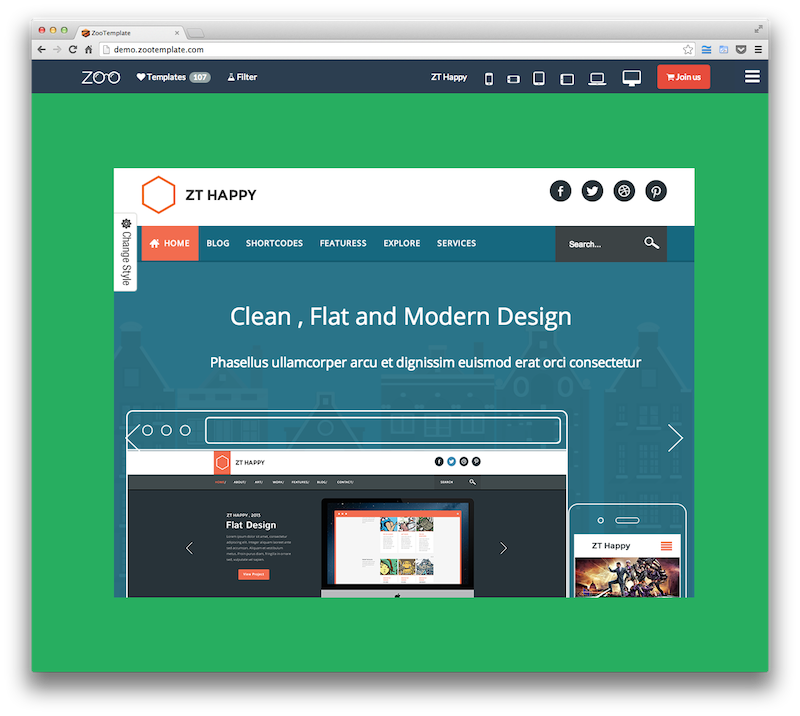 ZooTemplate
demo.zootemplate.com
ZOO Templates 107 Filter ZT Happy Join us
ZT HAPPY
Change Style
HOME BLOG SHORTCODES FEATURESS EXPLORE SERVICES Search...
Clean , Flat and Modern Design
Phasellus ullamcorper arcu et dignissim euismod erat orci consectetur
ZT HAPPY
HOME/ ABOUT/ ART/ WORK/ FEATURES/ BLOG/ CONTACT/ SEARCH
ZT HAPPY , 2013
Flat Design
View Project
ZT Happy